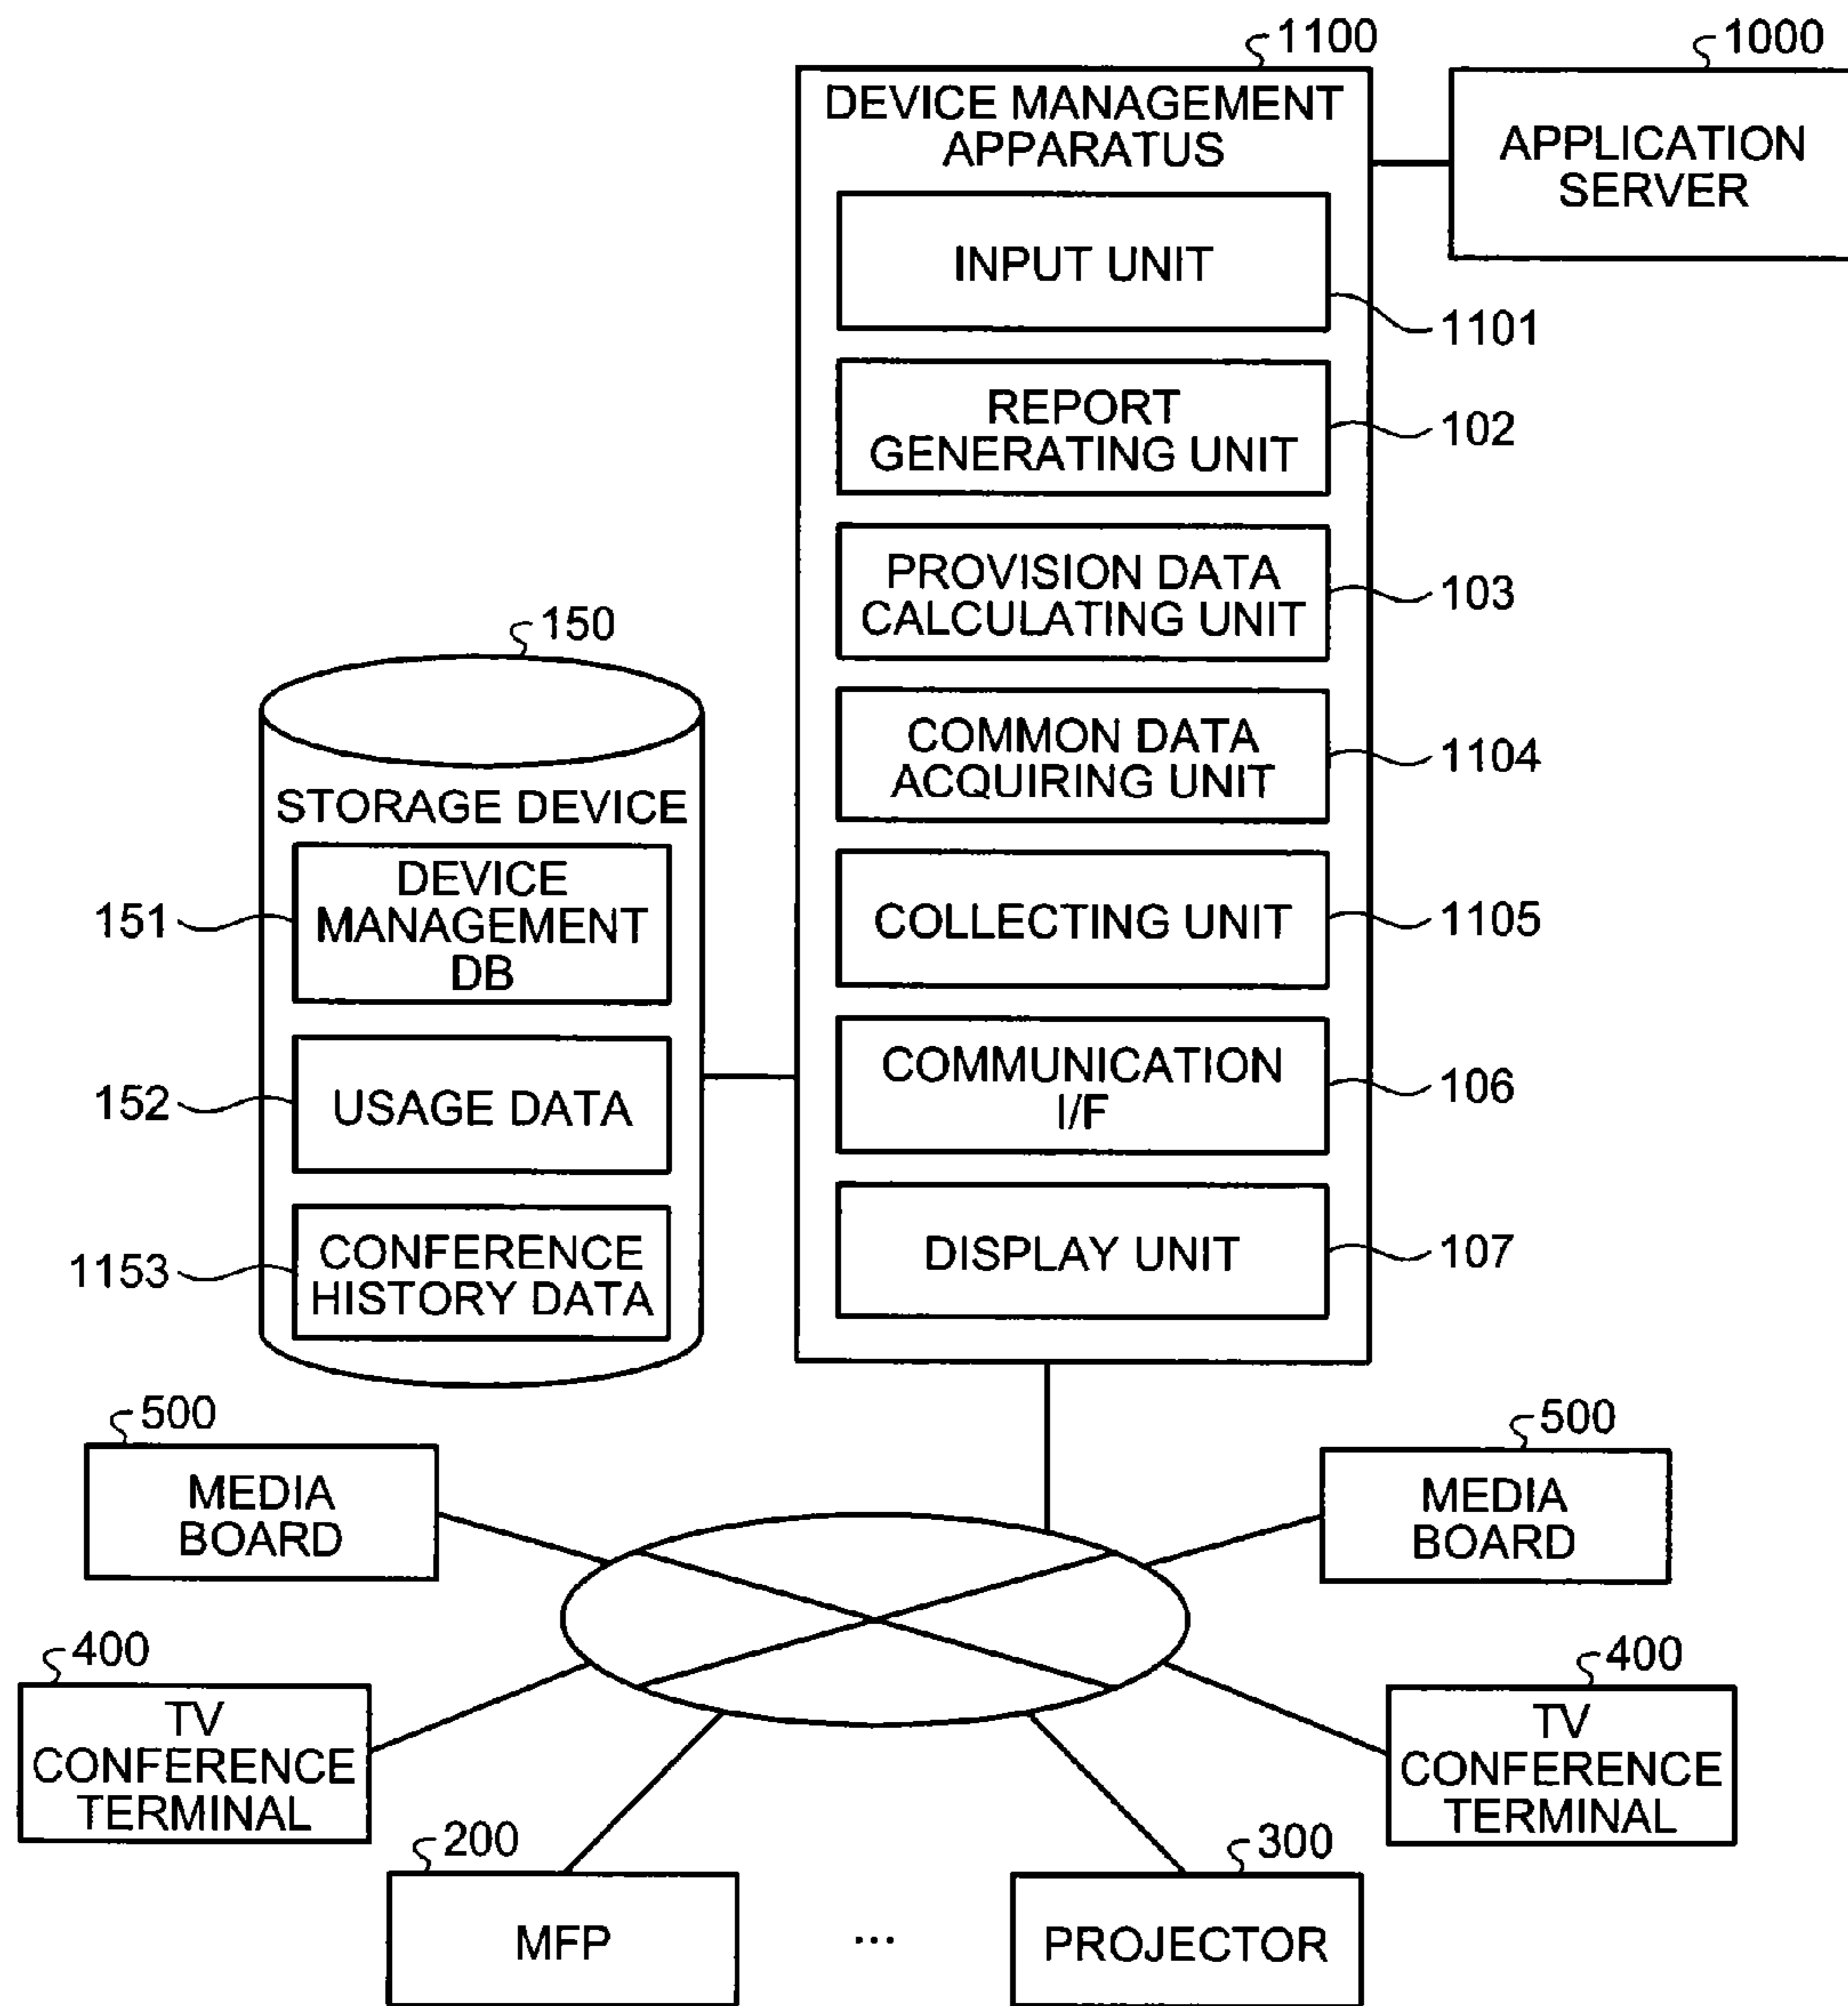 1100
1000
DEVICE MANAGEMENT
APPARATUS
APPLICATION
SERVER
INPUT UNIT
1101
REPORT
GENERATING UNIT
102
PROVISION DATA
CALCULATING UNIT
103
150
COMMON DATA
ACQUIRING UNIT
1104
STORAGE DEVICE
DEVICE
MANAGEMENT
DB
151
COLLECTING UNIT
1105
COMMUNICATION
I/F
106
152
USAGE DATA
1153
CONFERENCE
HISTORY DATA
DISPLAY UNIT
107
500
MEDIA
BOARD
500
MEDIA
BOARD
400
TV
CONFERENCE
TERMINAL
400
TV
CONFERENCE
TERMINAL
200
MFP
...
300
PROJECTOR